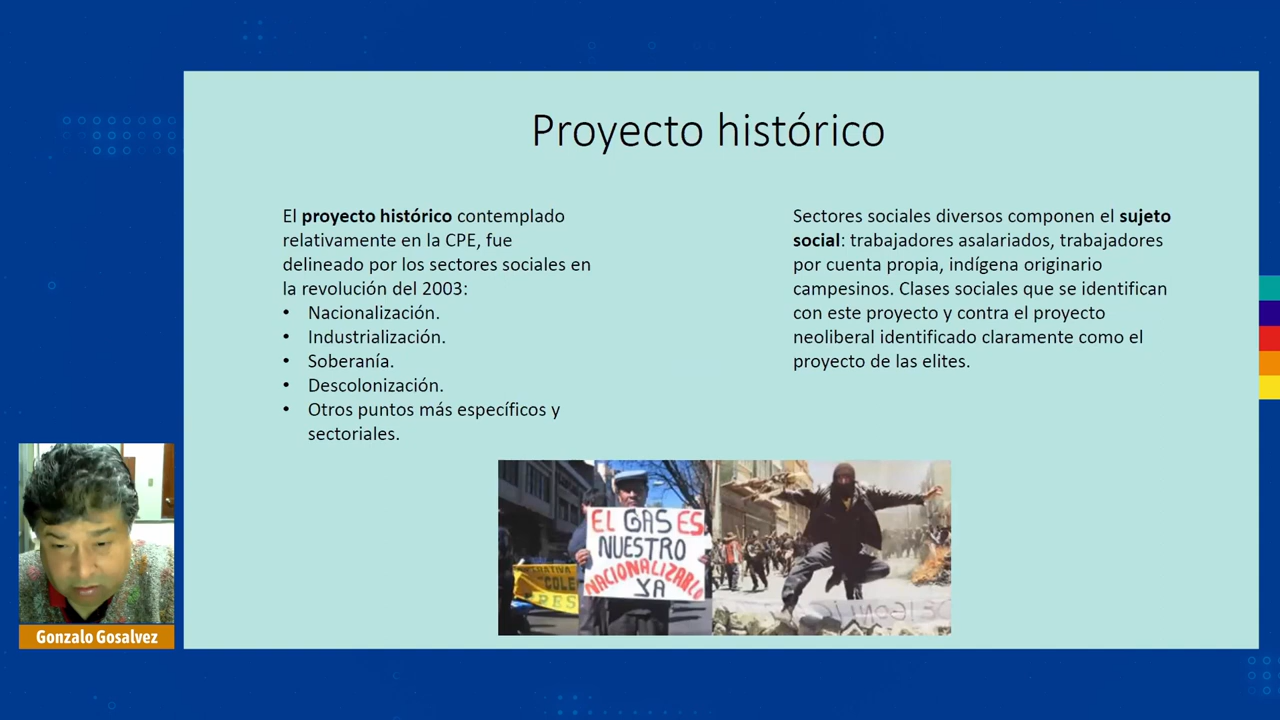 Proyecto histórico
El proyecto histórico contemplado
relativamente en la CPE, fue
delineado por los sectores sociales en
la revolución del 2003:
• Nacionalización.
• Industrialización.
• Soberanía.
• Descolonización.
• Otros puntos más específicos y
sectoriales.
Sectores sociales diversos componen el sujeto
social: trabajadores asalariados, trabajadores
por cuenta propia, indígena originario
campesinos. Clases sociales que se identifican
con este proyecto y contra el proyecto
neoliberal identificado claramente como el
proyecto de las elites.
EL GAS ES
NUESTRO
NACIONALIZARLO
YA
Gonzalo Gosalvez